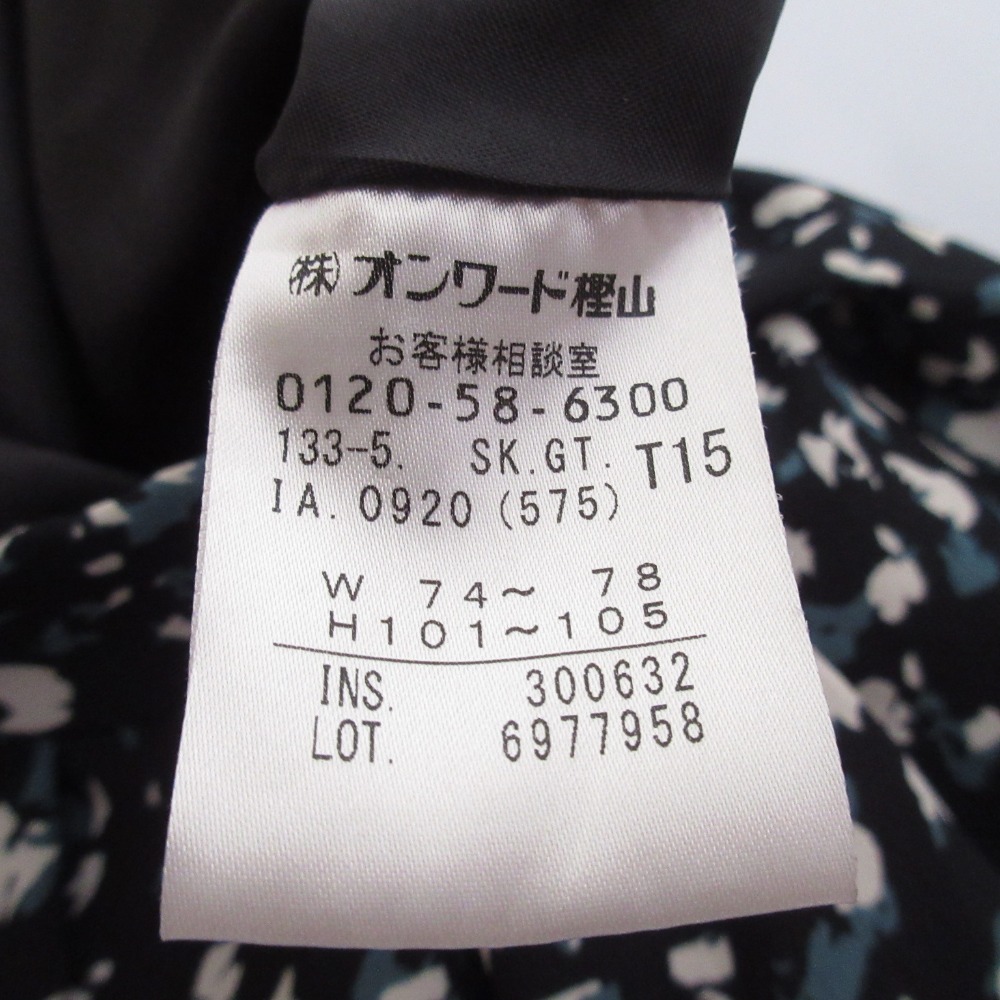 (株)オンワード樫山
お客様相談室
0120-58-6300
133-5. SK.GT. T15
IA. 0920 (575)
W 74～ 78
H101～105
INS. 300632
LOT. 6977958